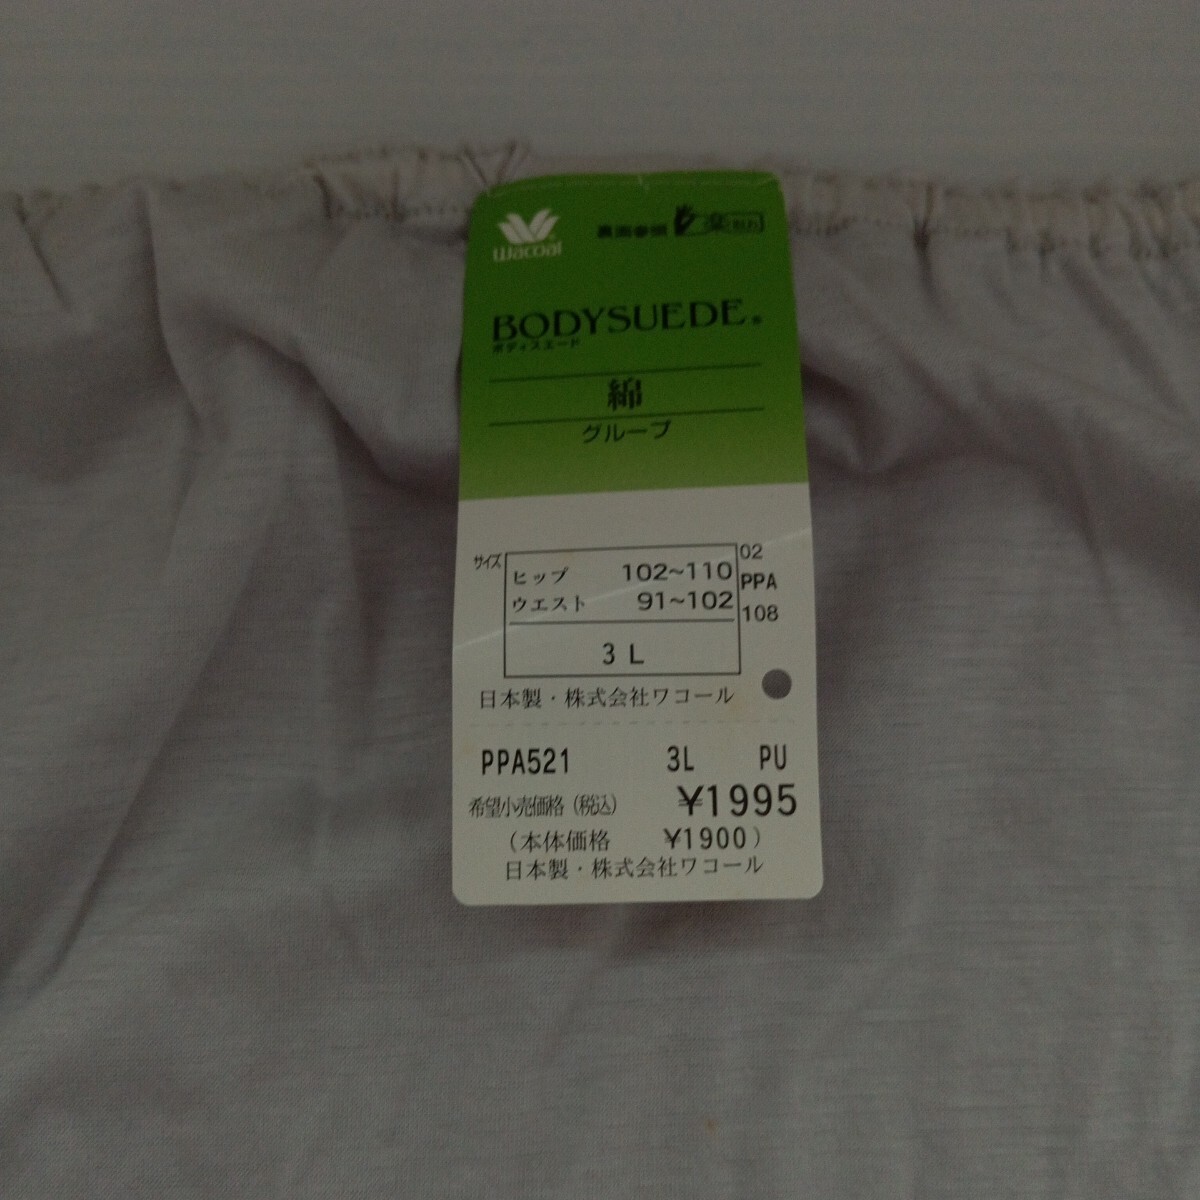 Wacoal
裏面参照 楽
BODYSUEDE®
ボディスエード
綿
グループ
サイズ
ヒップ 102~110
ウエスト 91~102
3L
02
PPA
108
日本製・株式会社ワコール
PPA521 3L PU
希望小売価格(税込) ¥1995
(本体価格 ¥1900)
日本製・株式会社ワコール